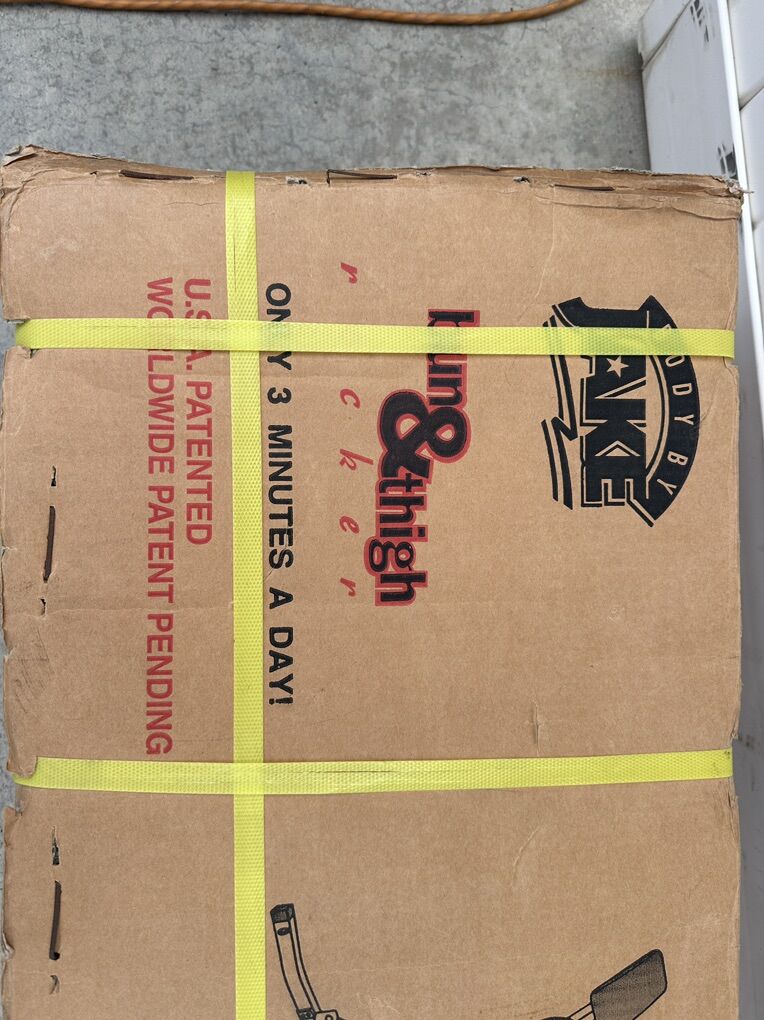 BODY BY
JAKE
bun
&thigh
rocker
ONLY 3 MINUTES A DAY!
U.S.A. PATENTED
WORLDWIDE PATENT PENDING